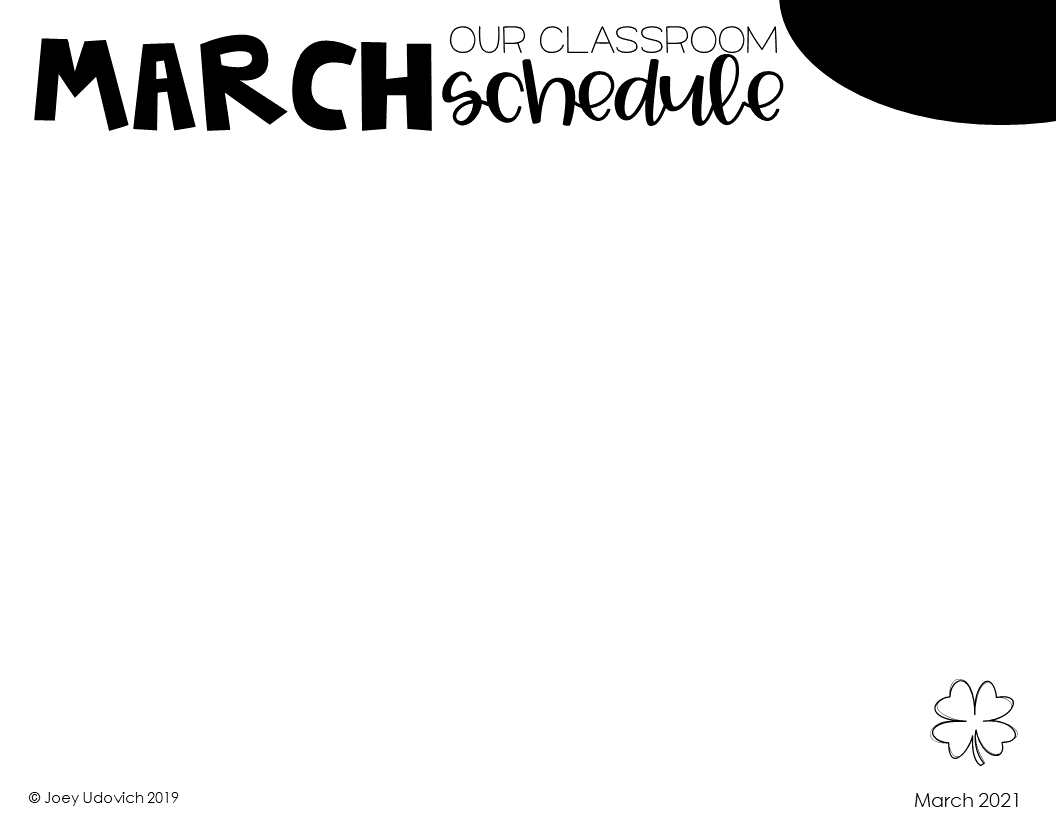 MARCH
OUR CLASSROOM
schedule
© Joey Udovich 2019
March 2021